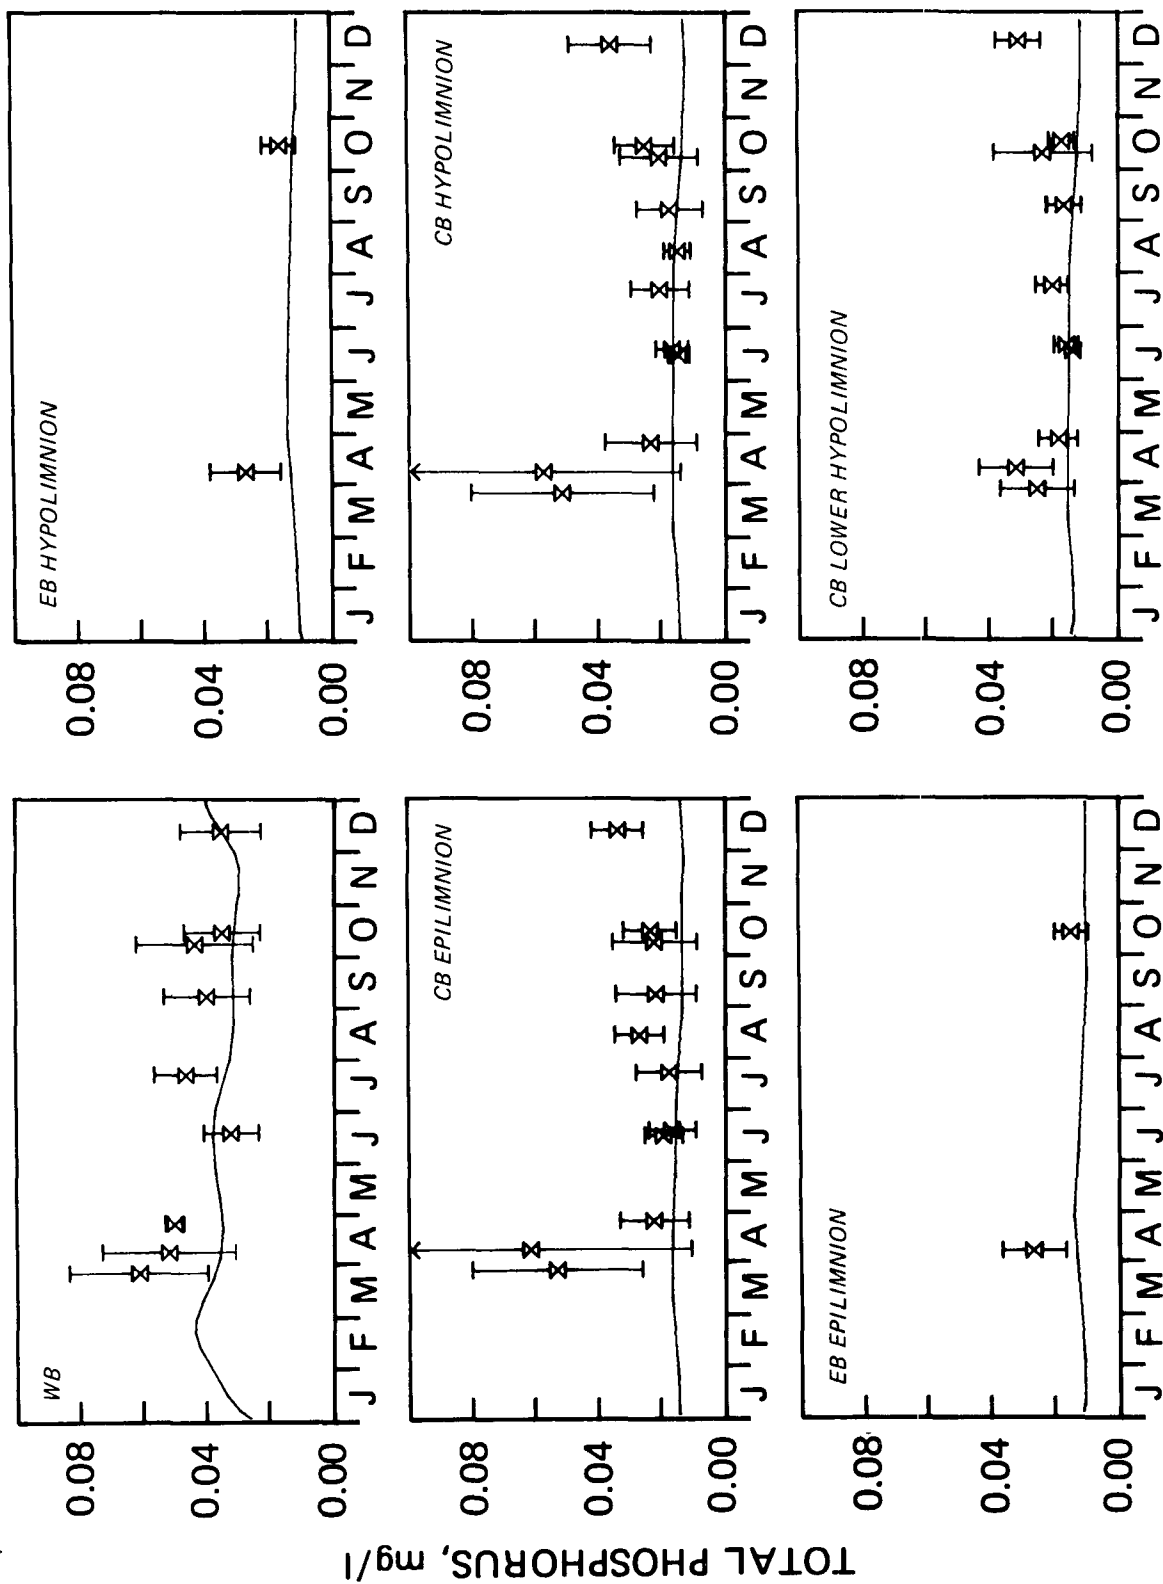 TOTAL PHOSPHORUS, mg/l
WB
0.08
0.04
0.00
J F M A M J J A S O N D
EB HYPOLIMNION
0.08
0.04
0.00
J F M A M J J A S O N D
CB EPILIMNION
0.08
0.04
0.00
J F M A M J J A S O N D
CB HYPOLIMNION
0.08
0.04
0.00
J F M A M J J A S O N D
EB EPILIMNION
0.08
0.04
0.00
J F M A M J J A S O N D
CB LOWER HYPOLIMNION
0.08
0.04
0.00
J F M A M J J A S O N D